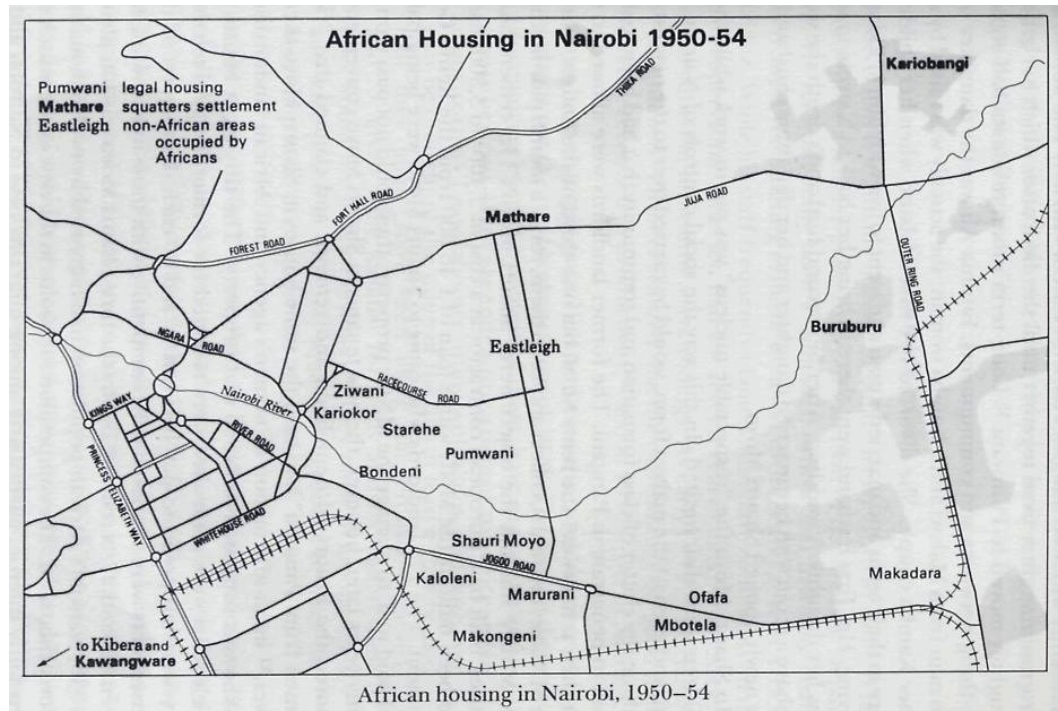 African Housing in Nairobi 1950-54
Pumwani legal housing
Mathare squatters settlement
Eastleigh non-African areas
occupied by
Africans
Kariobangi
THIKA ROAD
FORT HALL ROAD
FOREST ROAD
Mathare
JUJA ROAD
OUTER RING ROAD
NGARA ROAD
Buruburu
Eastleigh
RACECOURSE ROAD
Ziwani
Nairobi River
Kariokor
KINGS WAY
RIVER ROAD
Starehe
Pumwani
Bondeni
PRINCESS ELIZABETH WAY
WHITEHOUSE ROAD
Shauri Moyo
JOGOO ROAD
Kaloleni
Makadara
Marurani
Ofafa
Mbotela
Makongeni
to Kibera and
Kawangware
African housing in Nairobi, 1950–54